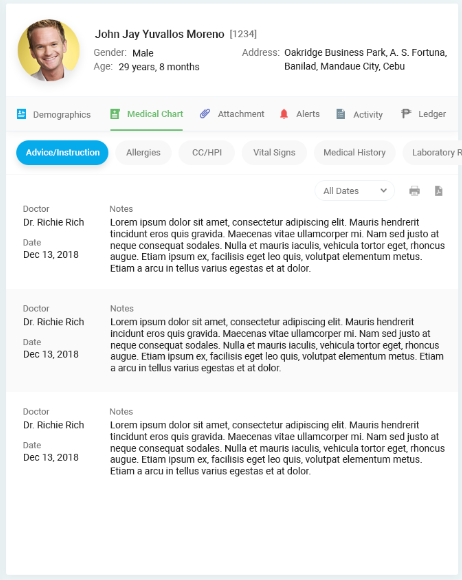 John Jay Yuvallos Moreno [1234]
Gender: Male
Address: Oakridge Business Park, A. S. Fortuna,
Age: 29 years, 8 months
Banilad, Mandaue City, Cebu
Demographics Medical Chart Attachment Alerts Activity Ledger
Advice/Instruction Allergies CC/HPI Vital Signs Medical History Laboratory R
All Dates
Doctor
Dr. Richie Rich
Date
Dec 13, 2018
Notes
Lorem ipsum dolor sit amet, consectetur adipiscing elit. Mauris hendrerit
tincidunt eros quis gravida. Maecenas vitae ullamcorper mi. Nam sed justo at
neque consequat sodales. Nulla et mauris iaculis, vehicula tortor eget, rhoncus
augue. Etiam ipsum ex, facilisis eget leo quis, volutpat elementum metus.
Etiam a arcu in tellus varius egestas et at dolor.
Doctor
Dr. Richie Rich
Date
Dec 13, 2018
Notes
Lorem ipsum dolor sit amet, consectetur adipiscing elit. Mauris hendrerit
incidunt eros quis gravida. Maecenas vitae ullamcorper mi. Nam sed justo at
neque consequat sodales. Nulla et mauris iaculis, vehicula tortor eget, rhoncus
augue. Etiam ipsum ex, facilisis eget leo quis, volutpat elementum metus. Etiam
a arcu in tellus varius egestas et at dolor.
Doctor
Dr. Richie Rich
Date
Dec 13, 2018
Notes
Lorem ipsum dolor sit amet, consectetur adipiscing elit. Mauris hendrerit
tincidunt eros quis gravida. Maecenas vitae ullamcorper mi. Nam sed justo at
neque consequat sodales. Nulla et mauris iaculis, vehicula tortor eget, rhoncus
augue. Etiam ipsum ex, facilisis eget leo quis, volutpat elementum metus.
Etiam a arcu in tellus varius egestas et at dolor.